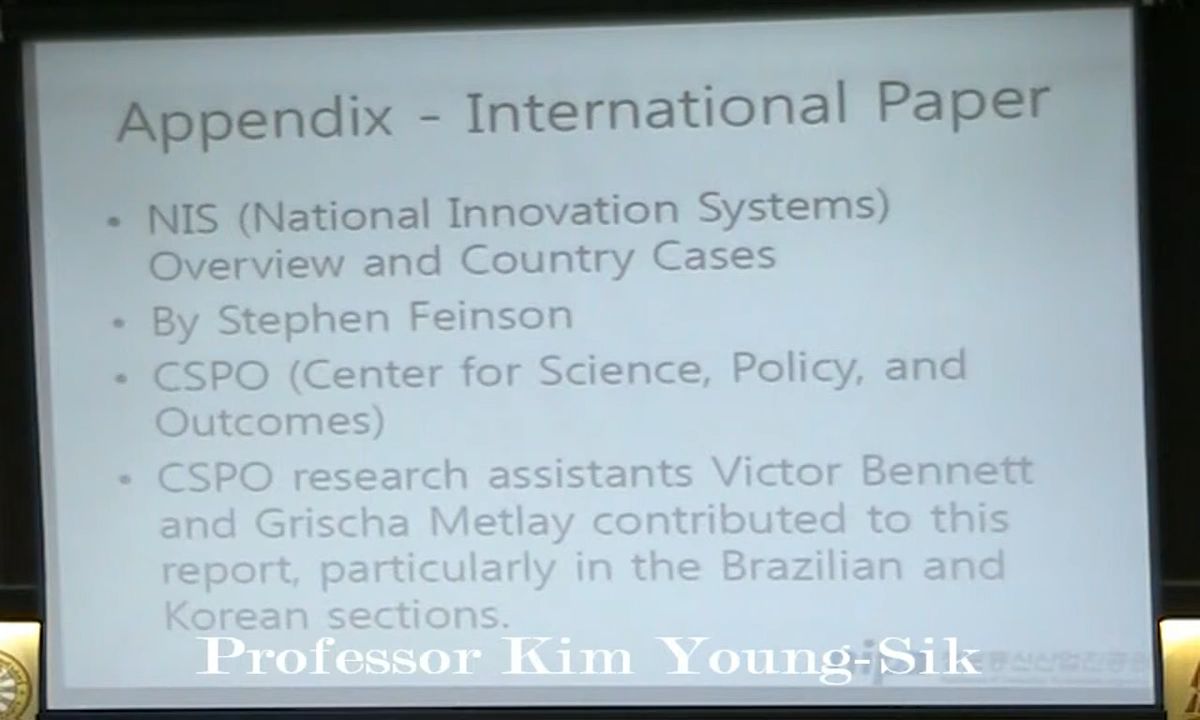 Appendix - International Paper
• NIS (National Innovation Systems)
Overview and Country Cases
• By Stephen Feinson
• CSPO (Center for Science, Policy, and
Outcomes)
• CSPO research assistants Victor Bennett
and Grischa Metlay contributed to this
report, particularly in the Brazilian and
Korean sections.
Professor Kim Young-Sik